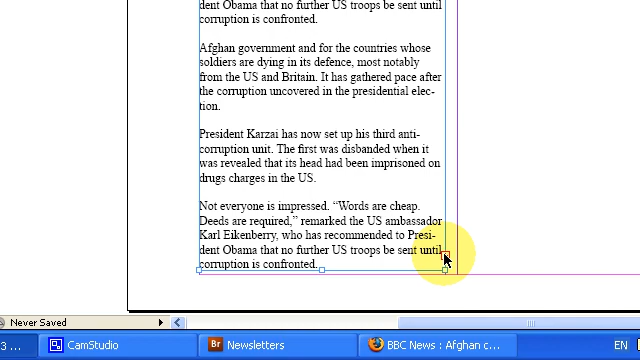 dent Obama that no further US troops be sent until
corruption is confronted.
Afghan government and for the countries whose
soldiers are dying in its defence, most notably
from the US and Britain. It has gathered pace after
the corruption uncovered in the presidential elec-
tion.
President Karzai has now set up his third anti-
corruption unit. The first was disbanded when it
was revealed that its head had been imprisoned on
drugs charges in the US.
Not everyone is impressed. “Words are cheap.
Deeds are required,” remarked the US ambassador
Karl Eikenberry, who has recommended to Presi-
dent Obama that no further US troops be sent until
corruption is confronted.
Never Saved
3 ... CamStudio Br Newsletters BBC News : Afghan c... EN